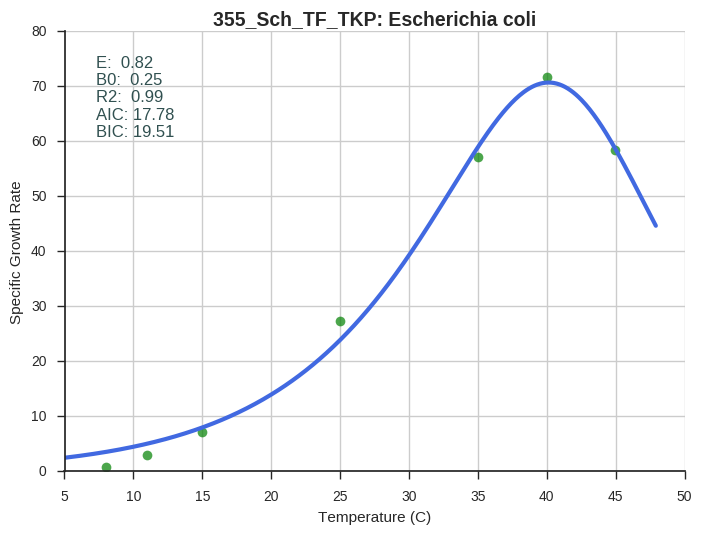 355_Sch_TF_TKP: Escherichia coli
80
70
60
50
40
30
20
10
0
E: 0.82
B0: 0.25
R2: 0.99
AIC: 17.78
BIC: 19.51
Specific Growth Rate
5 10 15 20 25 30 35 40 45 50
Temperature (C)